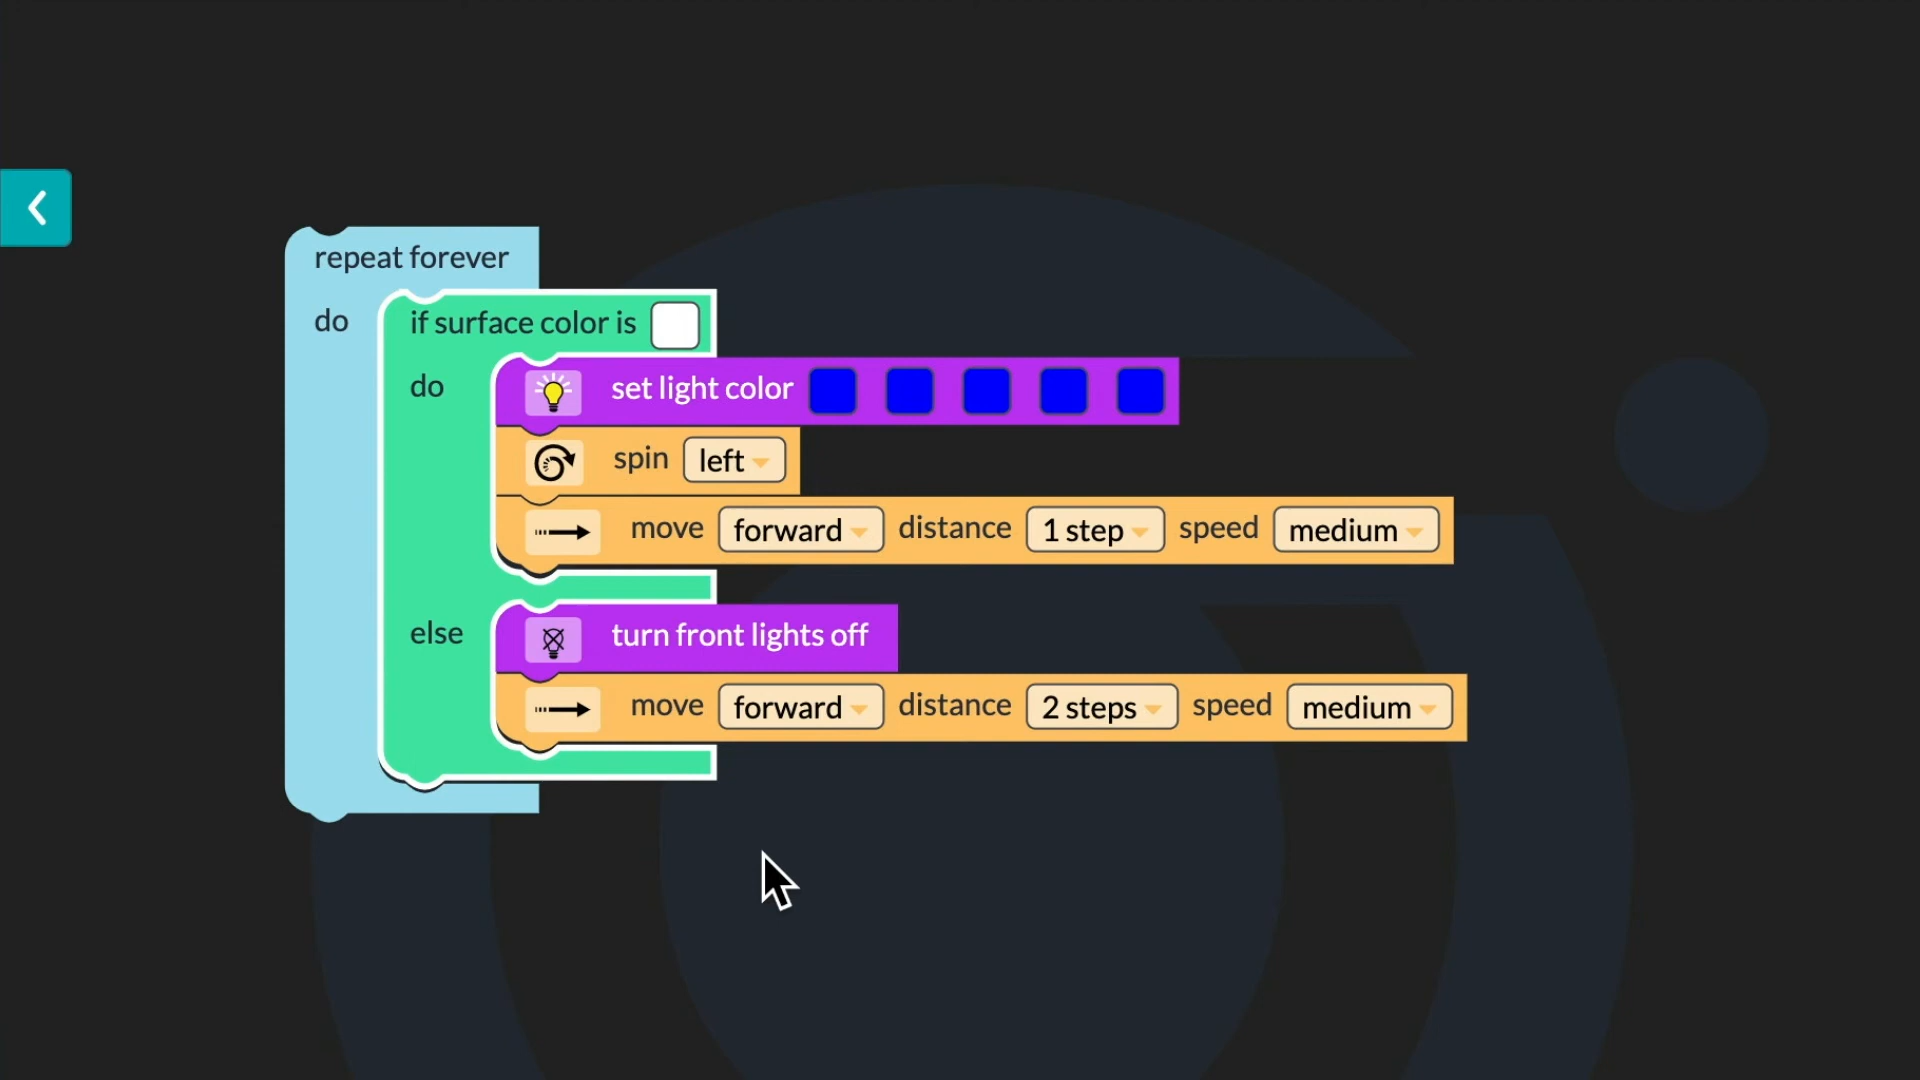 repeat forever
do if surface color is
do set light color
spin left
move forward distance 1 step speed medium
else turn front lights off
move forward distance 2 steps speed medium